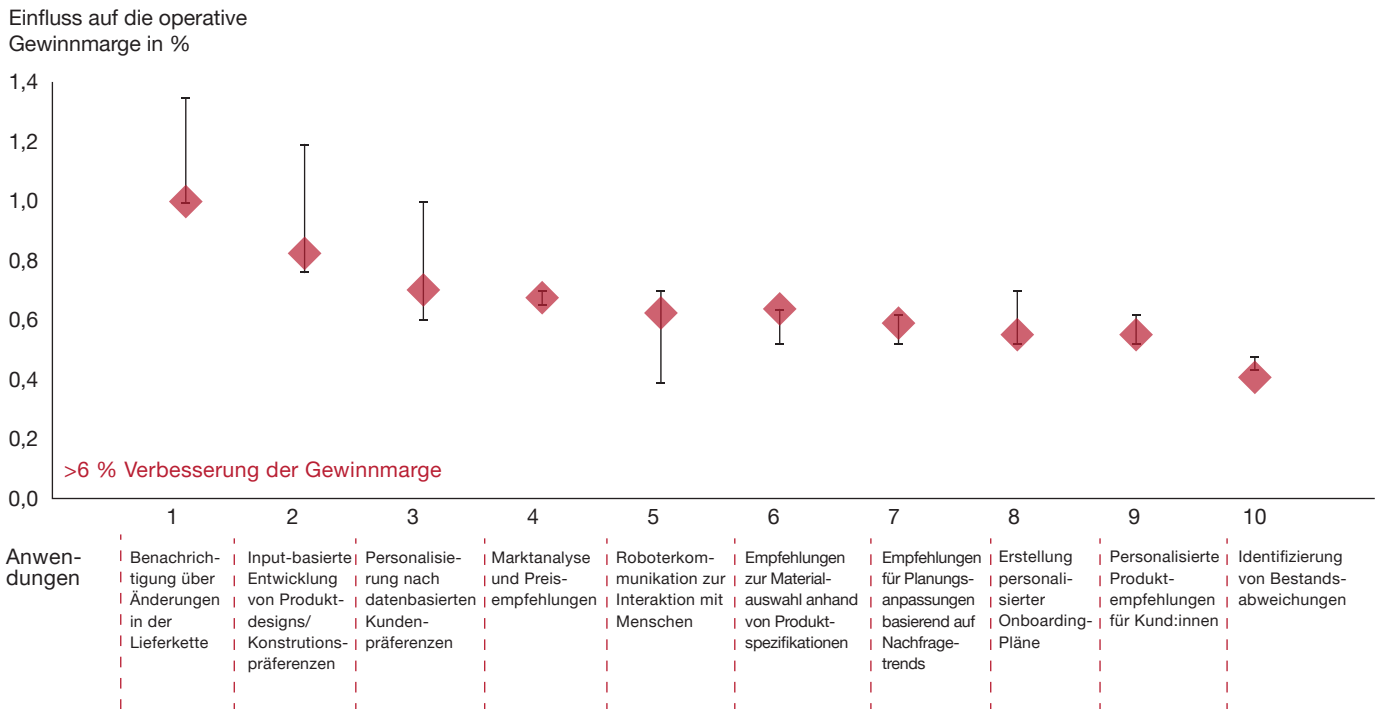 Einfluss auf die operative
Gewinnmarge in %
1,4
1,2
1,0
0,8
0,6
0,4
0,2
0,0
>6 % Verbesserung der Gewinnmarge
1
2
3
4
5
6
7
8
9
10
Anwen-
dungen
Benachrich-
tigung über
Änderungen
in der
Lieferkette
Input-basierte
Entwicklung
von Produkt-
designs/
Konstrutions-
präferenzen
Personalisie-
rung nach
datenbasierten
Kunden-
präferenzen
Marktanalyse
und Preis-
empfehlungen
Roboterkom-
munikation zur
Interaktion mit
Menschen
Empfehlungen
zur Material-
auswahl anhand
von Produkt-
spezifikationen
Empfehlungen
für Planungs-
anpassungen
basierend auf
Nachfrage-
trends
Erstellung
personali-
sierter
Onboarding-
Pläne
Personalisierte
Produkt-
empfehlungen
für Kund:innen
Identifizierung
von Bestands-
abweichungen